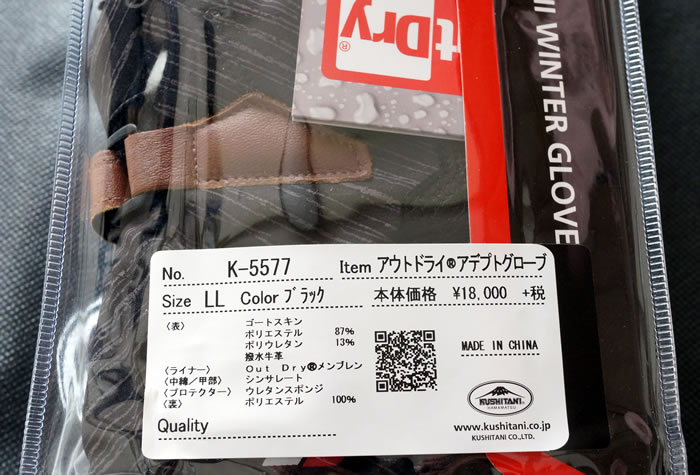 tDry®
HI WINTER GLOVE
No. K-5577 Item アウトドライ®アデプトグローブ
Size LL Color ブラック 本体価格 ¥18,000 +税
〈表〉 ゴートスキン
ポリエステル 87%
ポリウレタン 13%
撥水牛革
〈ライナー〉 Out Dry®メンブレン
〈中綿/甲部〉 シンサレート
〈プロテクター〉 ウレタンスポンジ
〈裏〉 ポリエステル 100%
Quality
MADE IN CHINA
KUSHITANI
HAMAMATSU
www.kushitani.co.jp
KUSHITANI CO.,LTD.